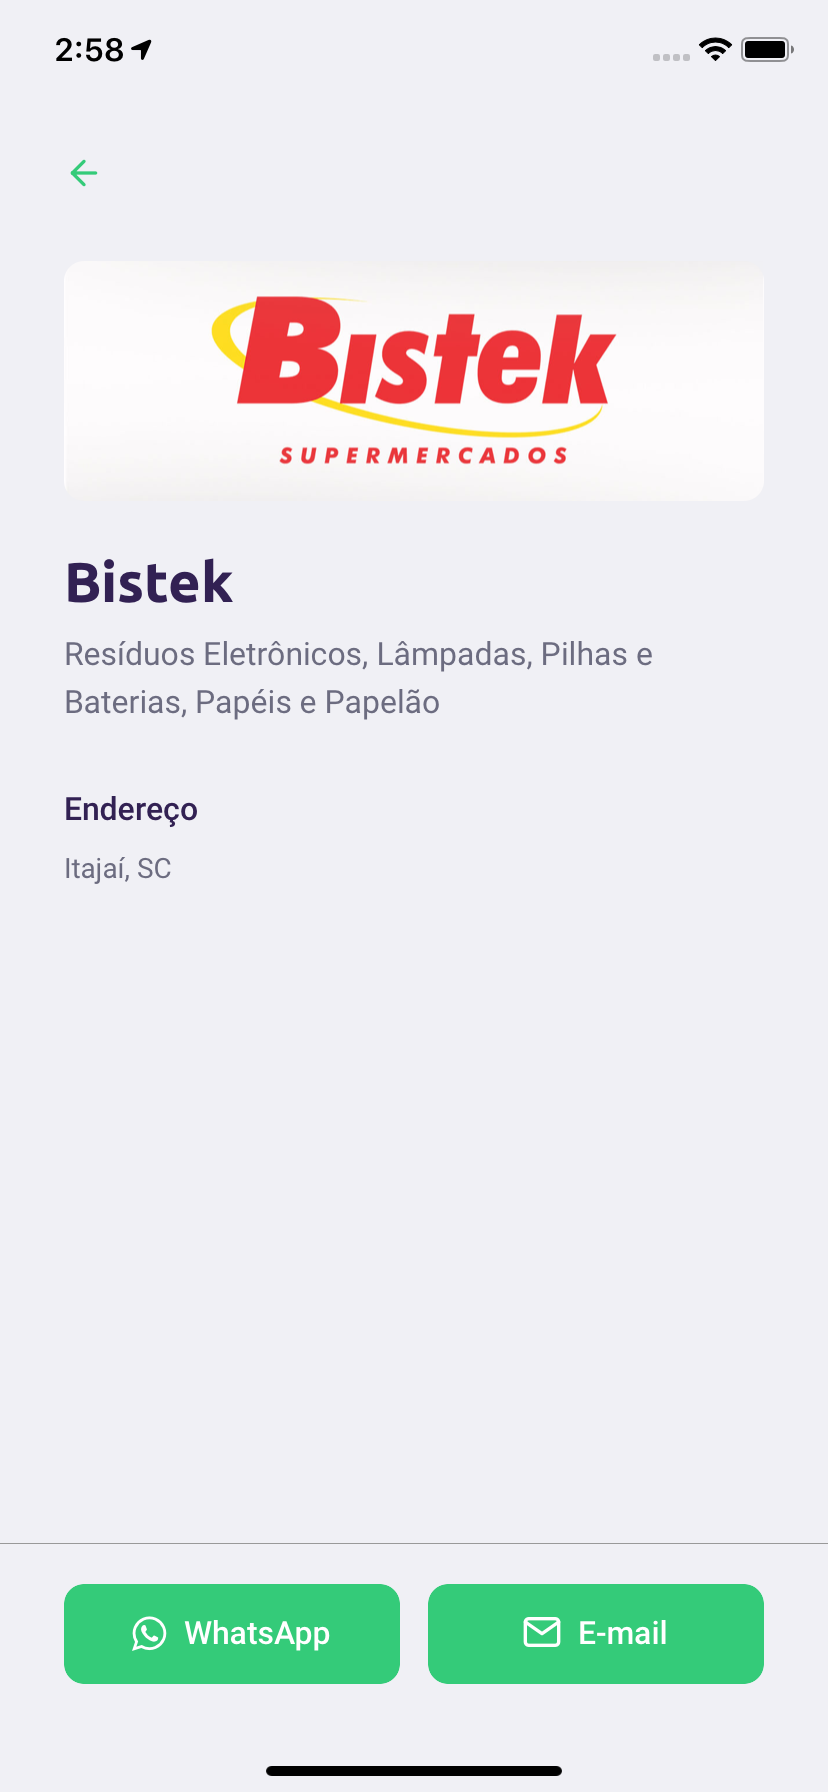 2:58
Bistek
SUPERMERCADOS
Bistek
Resíduos Eletrônicos, Lâmpadas, Pilhas e
Baterias, Papéis e Papelão
Endereço
Itajaí, SC
WhatsApp
E-mail